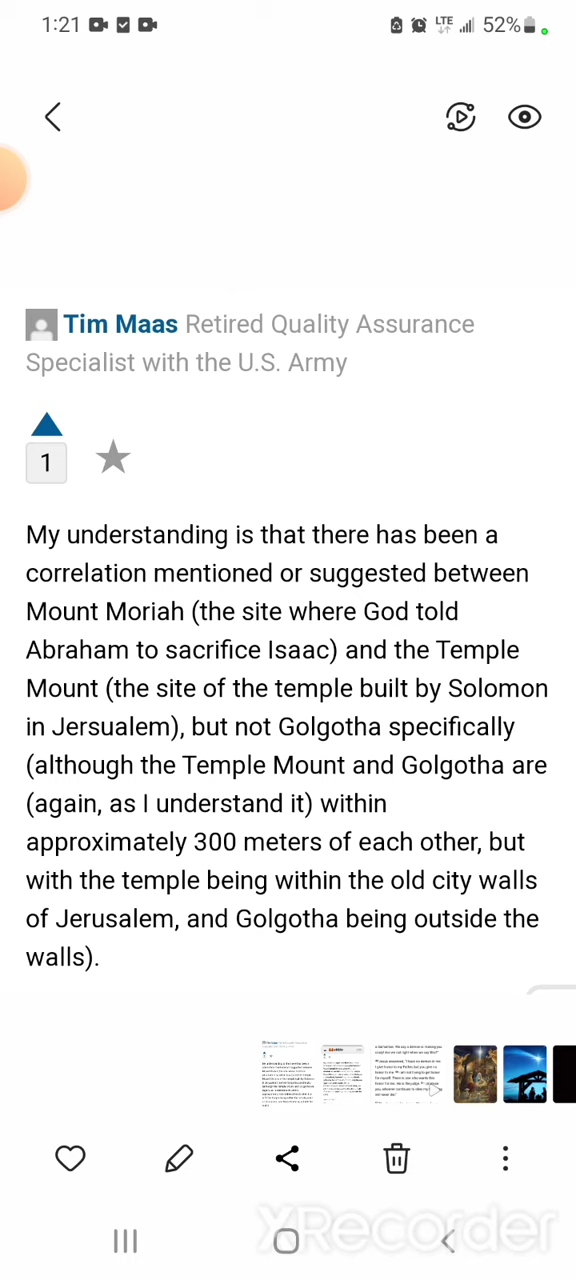 1:21 LTE 52%
Tim Maas Retired Quality Assurance
Specialist with the U.S. Army
1
My understanding is that there has been a
correlation mentioned or suggested between
Mount Moriah (the site where God told
Abraham to sacrifice Isaac) and the Temple
Mount (the site of the temple built by Solomon
in Jersualem), but not Golgotha specifically
(although the Temple Mount and Golgotha are
(again, as I understand it) within
approximately 300 meters of each other, but
with the temple being within the old city walls
of Jerusalem, and Golgotha being outside the
walls).
XRecorder